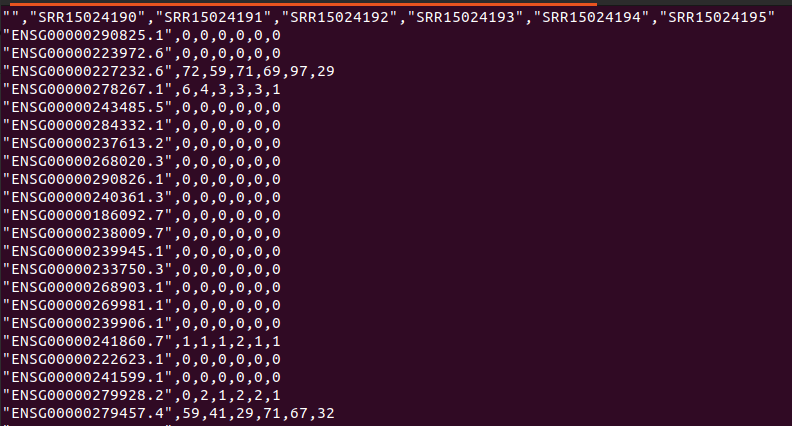 "","SRR15024190","SRR15024191","SRR15024192","SRR15024193","SRR15024194","SRR15024195"
"ENSG00000290825.1",0,0,0,0,0,0
"ENSG00000223972.6",0,0,0,0,0,0
"ENSG00000227232.6",72,59,71,69,97,29
"ENSG00000278267.1",6,4,3,3,3,1
"ENSG00000243485.5",0,0,0,0,0,0
"ENSG00000284332.1",0,0,0,0,0,0
"ENSG00000237613.2",0,0,0,0,0,0
"ENSG00000268020.3",0,0,0,0,0,0
"ENSG00000290826.1",0,0,0,0,0,0
"ENSG00000240361.3",0,0,0,0,0,0
"ENSG00000186092.7",0,0,0,0,0,0
"ENSG00000238009.7",0,0,0,0,0,0
"ENSG00000239945.1",0,0,0,0,0,0
"ENSG00000233750.3",0,0,0,0,0,0
"ENSG00000268903.1",0,0,0,0,0,0
"ENSG00000269981.1",0,0,0,0,0,0
"ENSG00000239906.1",0,0,0,0,0,0
"ENSG00000241860.7",1,1,1,2,1,1
"ENSG00000222623.1",0,0,0,0,0,0
"ENSG00000241599.1",0,0,0,0,0,0
"ENSG00000279928.2",0,2,1,2,2,1
"ENSG00000279457.4",59,41,29,71,67,32